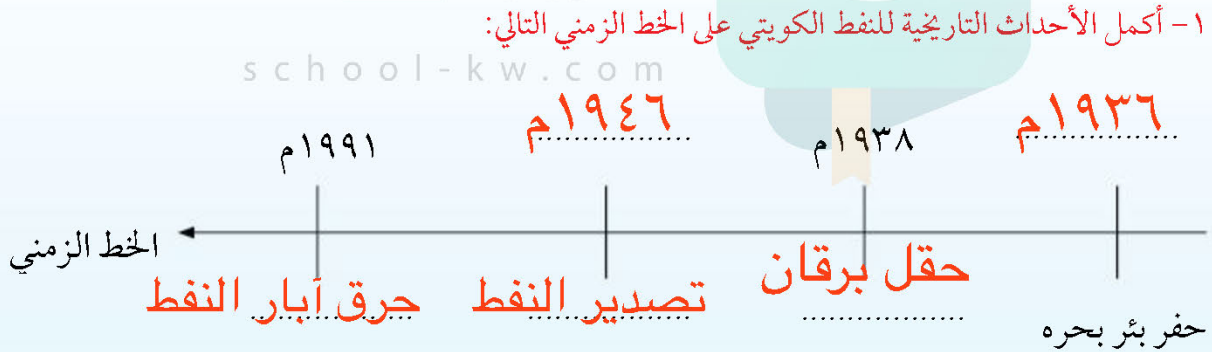 ١- أكمل الأحداث التاريخية للنفط الكويتي على الخط الزمني التالي:
school-kw.com
١٩٣٦م
١٩٣٨م
١٩٤٦م
١٩٩١م
الخط الزمني
حفر بئر بحره
حقل برقان
تصدير النفط
حرق آبار النفط